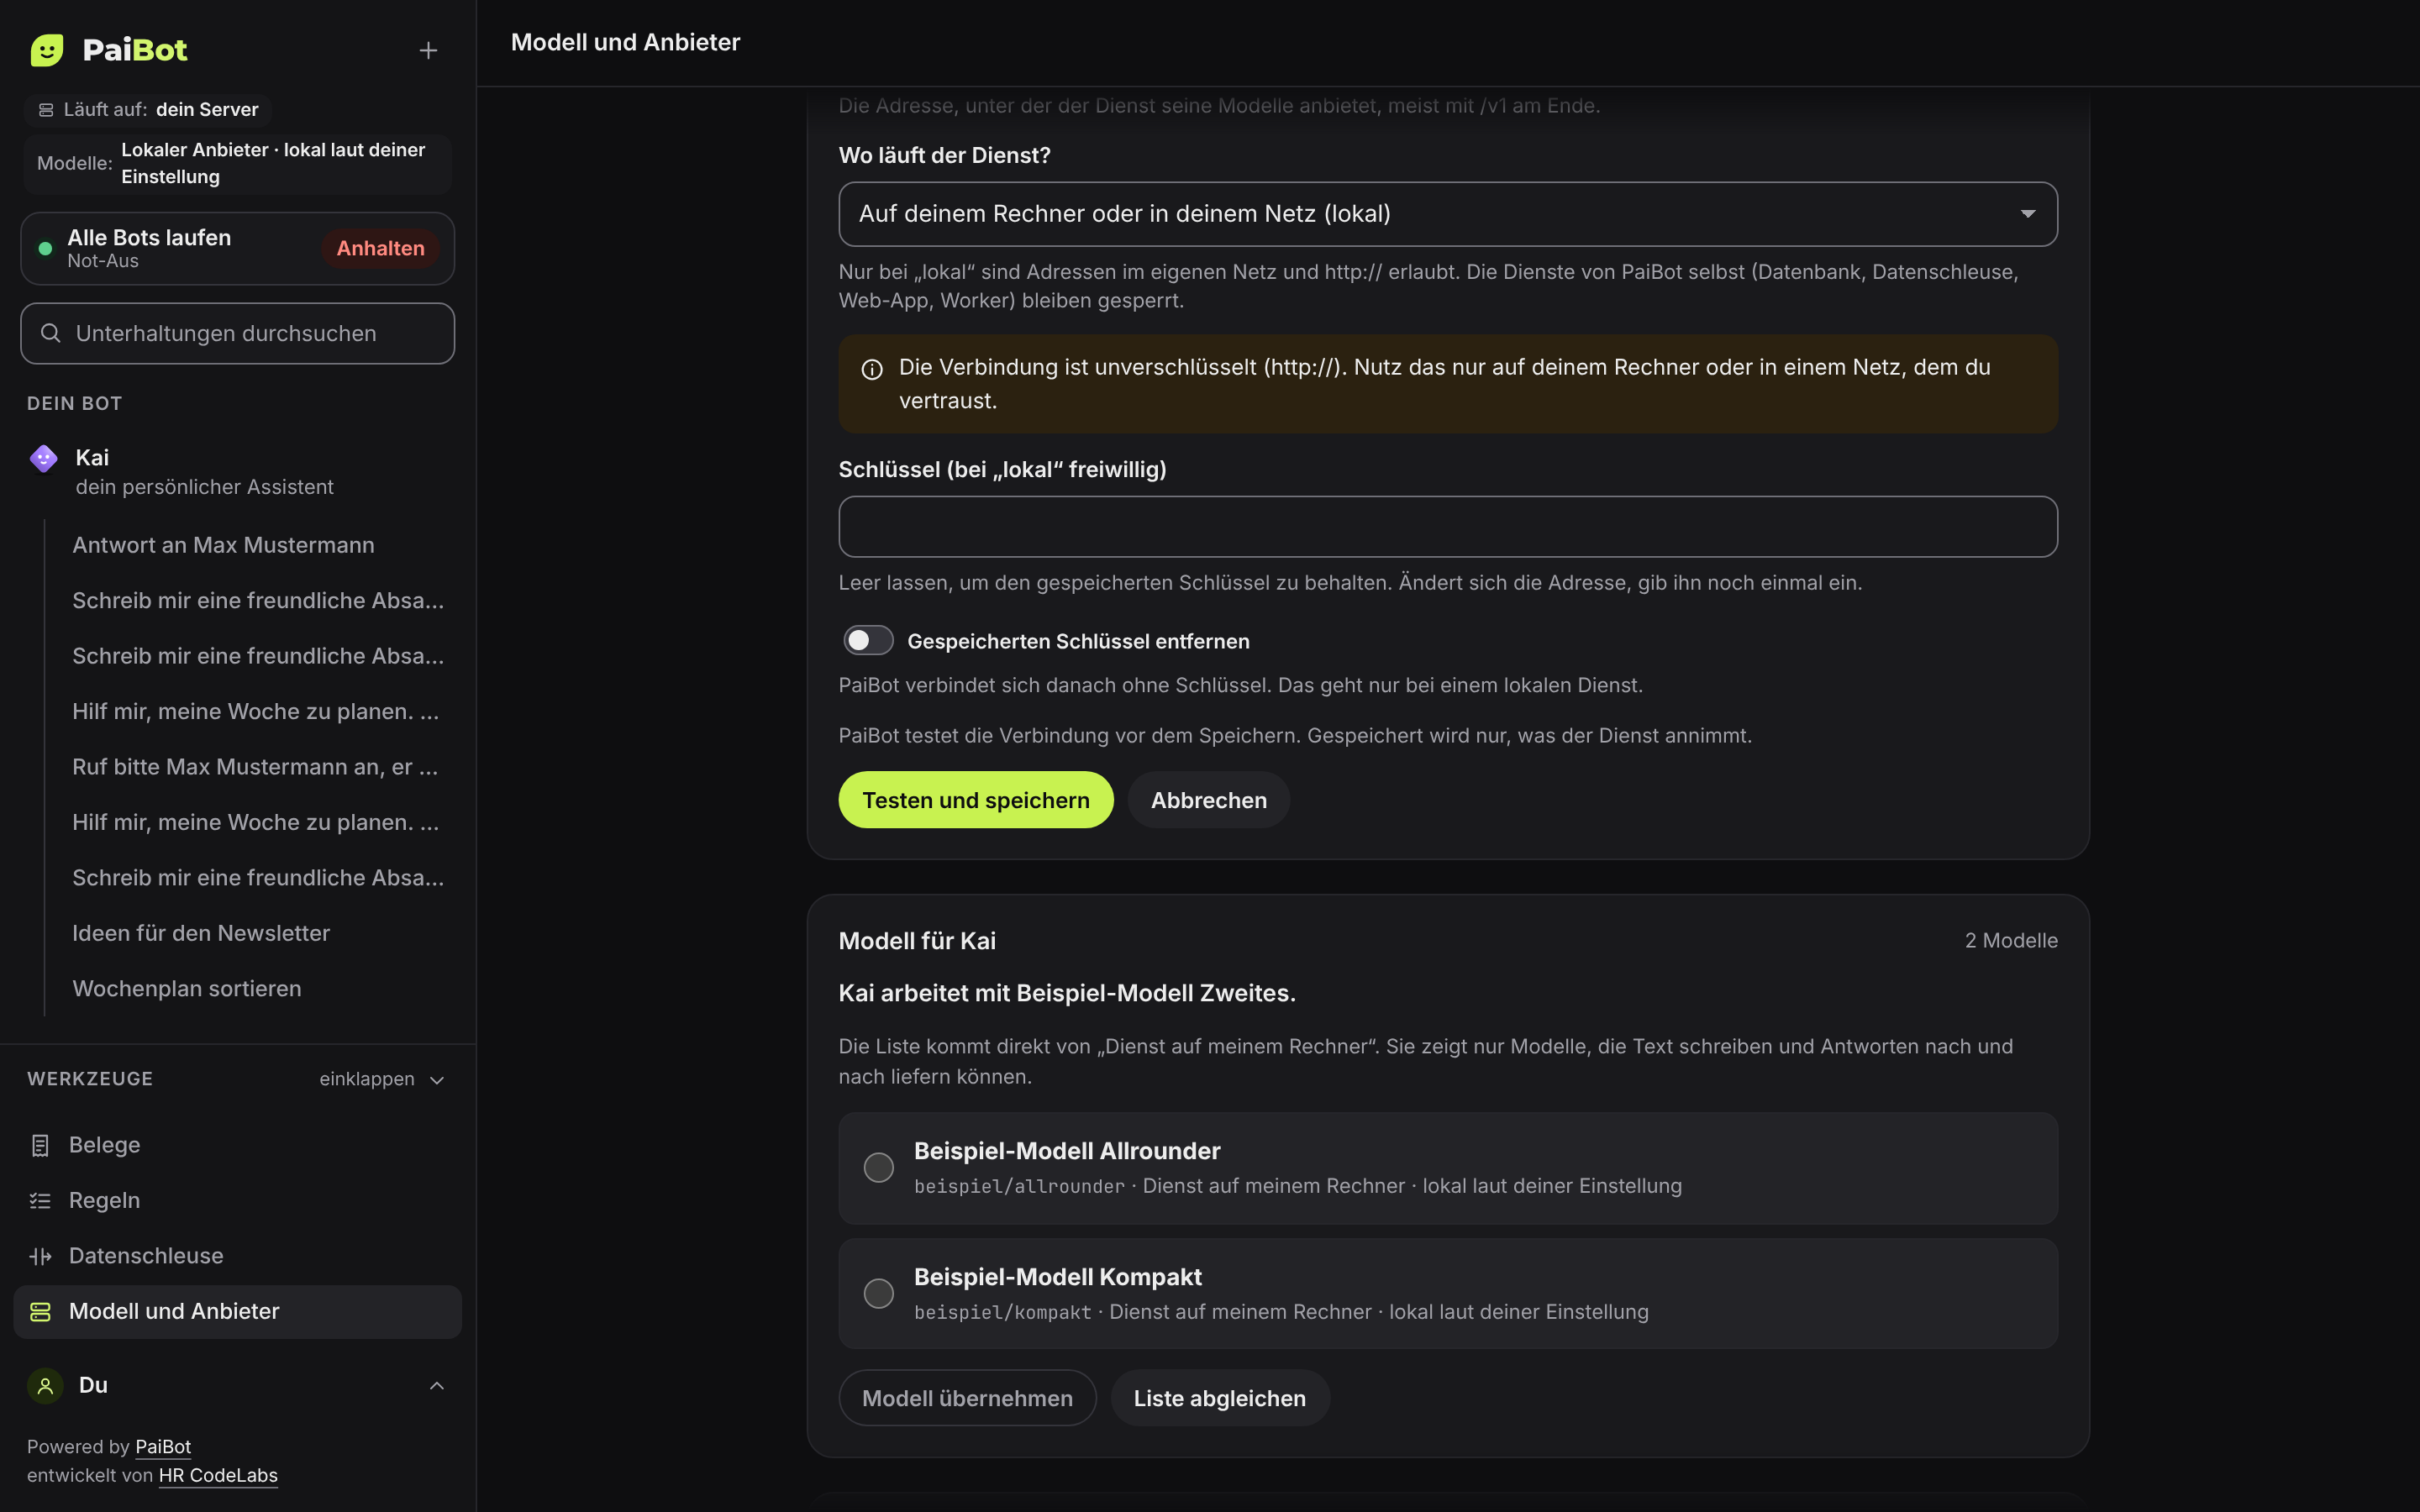 PaiBot
Läuft auf: dein Server
Modelle: Lokaler Anbieter · lokal laut deiner
Einstellung
Alle Bots laufen
Not-Aus
Anhalten
Unterhaltungen durchsuchen
DEIN BOT
Kai
dein persönlicher Assistent
Antwort an Max Mustermann
Schreib mir eine freundliche Absa...
Schreib mir eine freundliche Absa...
Hilf mir, meine Woche zu planen. ...
Ruf bitte Max Mustermann an, er ...
Hilf mir, meine Woche zu planen. ...
Schreib mir eine freundliche Absa...
Ideen für den Newsletter
Wochenplan sortieren
WERKZEUGE
einklappen
Belege
Regeln
Datenschleuse
Modell und Anbieter
Du
Powered by PaiBot
entwickelt von HR CodeLabs
Modell und Anbieter
Die Adresse, unter der der Dienst seine Modelle anbietet, meist mit /v1 am Ende.
Wo läuft der Dienst?
Auf deinem Rechner oder in deinem Netz (lokal)
Nur bei „lokal“ sind Adressen im eigenen Netz und http:// erlaubt. Die Dienste von PaiBot selbst (Datenbank, Datenschleuse,
Web-App, Worker) bleiben gesperrt.
Die Verbindung ist unverschlüsselt (http://). Nutz das nur auf deinem Rechner oder in einem Netz, dem du
vertraust.
Schlüssel (bei „lokal“ freiwillig)
Leer lassen, um den gespeicherten Schlüssel zu behalten. Ändert sich die Adresse, gib ihn noch einmal ein.
Gespeicherten Schlüssel entfernen
PaiBot verbindet sich danach ohne Schlüssel. Das geht nur bei einem lokalen Dienst.
PaiBot testet die Verbindung vor dem Speichern. Gespeichert wird nur, was der Dienst annimmt.
Testen und speichern
Abbrechen
Modell für Kai
2 Modelle
Kai arbeitet mit Beispiel-Modell Zweites.
Die Liste kommt direkt von „Dienst auf meinem Rechner“. Sie zeigt nur Modelle, die Text schreiben und Antworten nach und
nach liefern können.
Beispiel-Modell Allrounder
beispiel/allrounder · Dienst auf meinem Rechner · lokal laut deiner Einstellung
Beispiel-Modell Kompakt
beispiel/kompakt · Dienst auf meinem Rechner · lokal laut deiner Einstellung
Modell übernehmen
Liste abgleichen